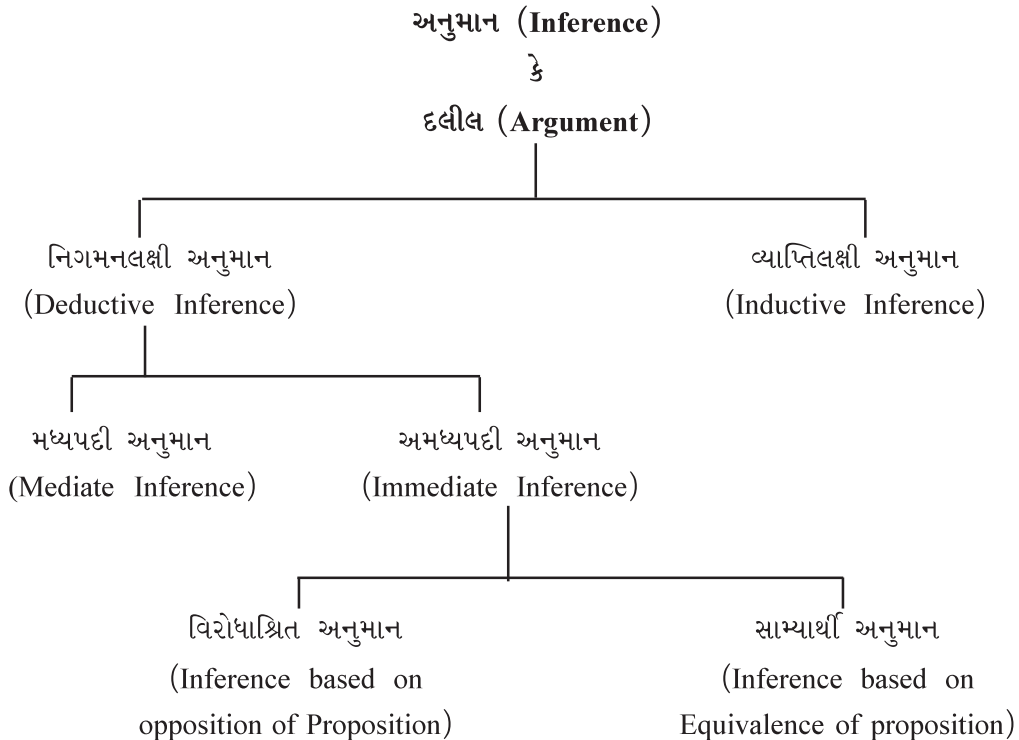 અનુમાન (Inference)
કે
દલીલ (Argument)
નિગમનલક્ષી અનુમાન
(Deductive Inference)
વ્યાપ્તિલક્ષી અનુમાન
(Inductive Inference)
મધ્યપદી અનુમાન
(Mediate Inference)
અમધ્યપદી અનુમાન
(Immediate Inference)
વિરોધાશ્રિત અનુમાન
(Inference based on
opposition of Proposition)
સામ્યાર્થી અનુમાન
(Inference based on
Equivalence of proposition)